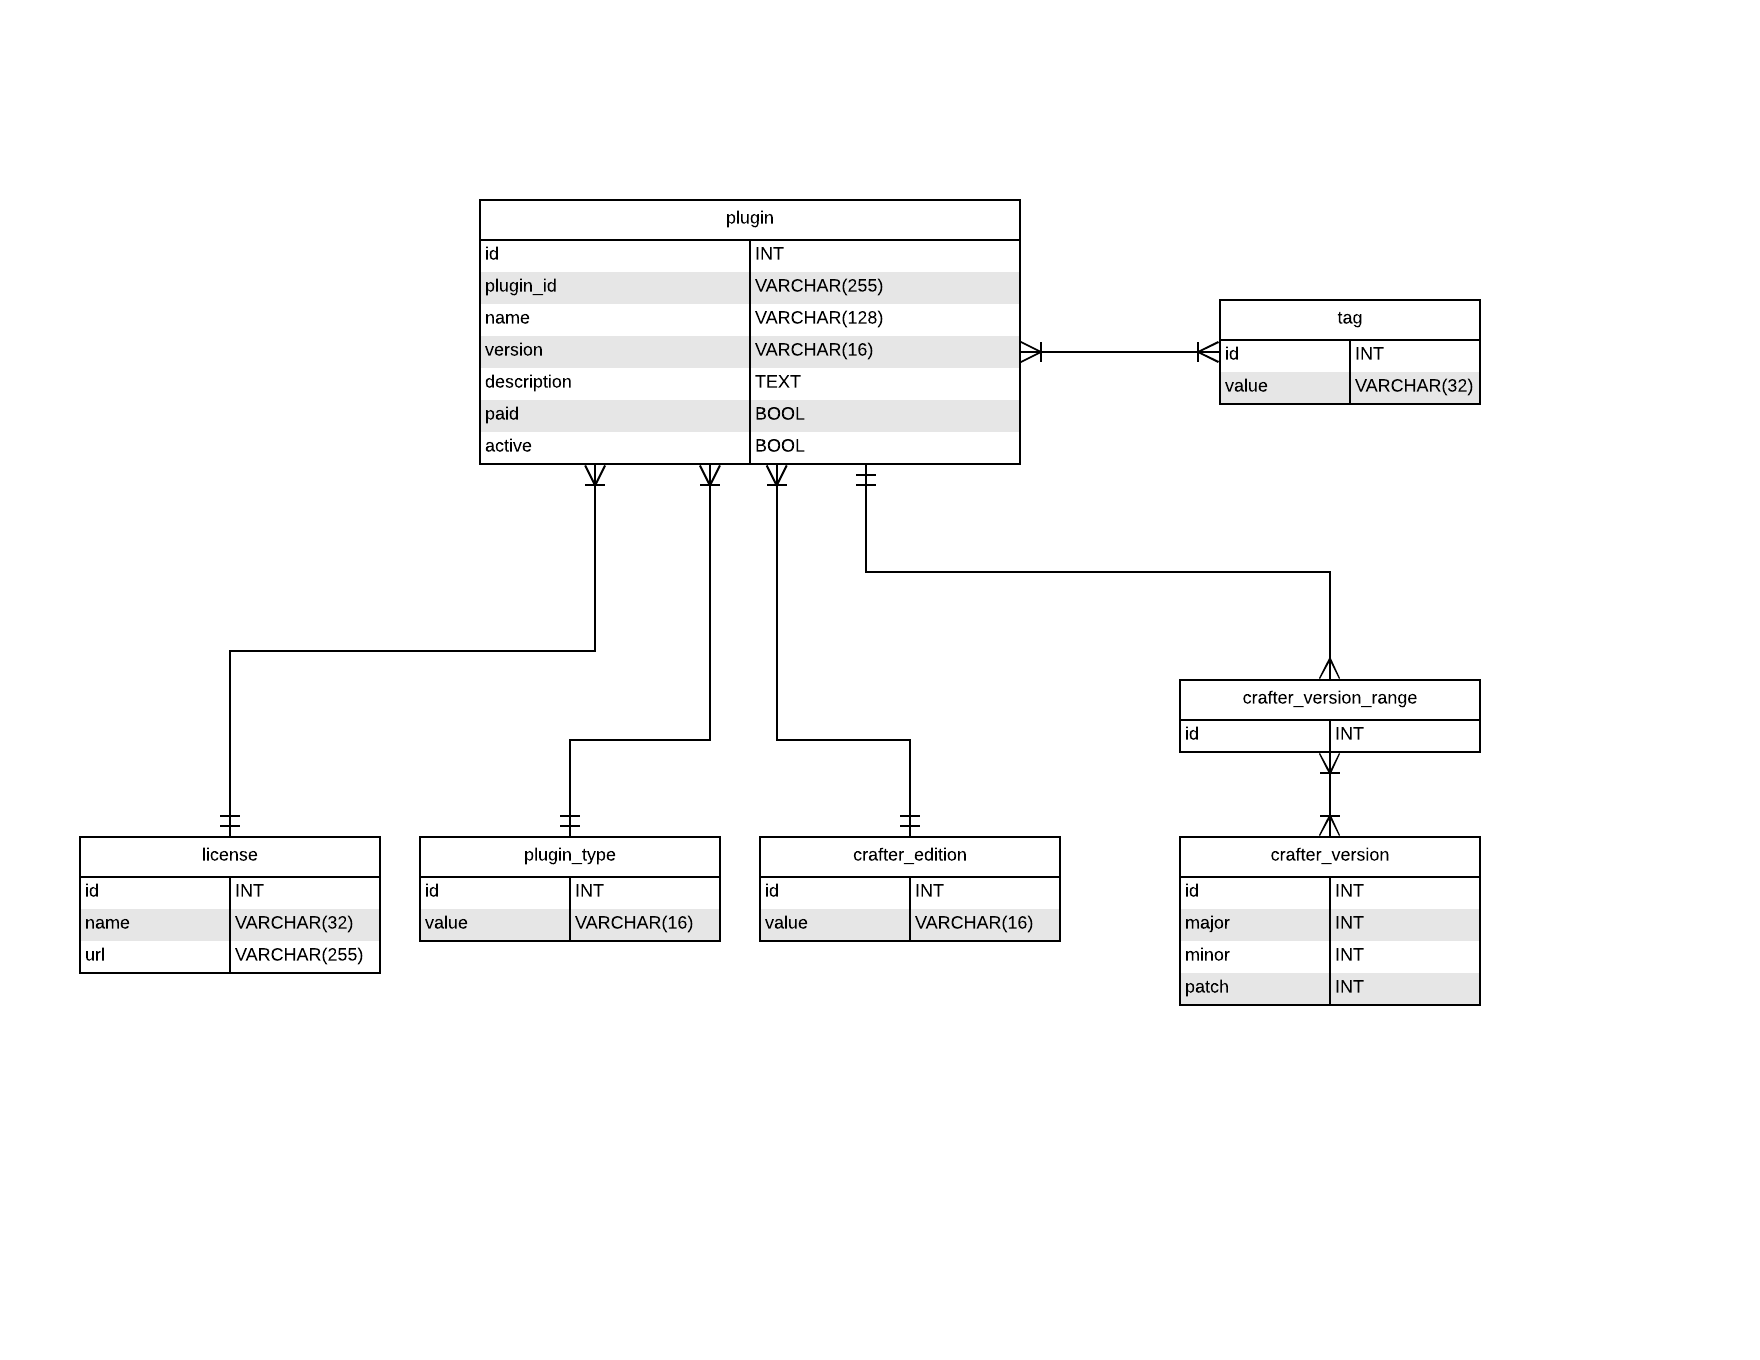 plugin
id INT
plugin_id VARCHAR(255)
name VARCHAR(128)
version VARCHAR(16)
description TEXT
paid BOOL
active BOOL
tag
id INT
value VARCHAR(32)
crafter_version_range
id INT
license
id INT
name VARCHAR(32)
url VARCHAR(255)
plugin_type
id INT
value VARCHAR(16)
crafter_edition
id INT
value VARCHAR(16)
crafter_version
id INT
major INT
minor INT
patch INT